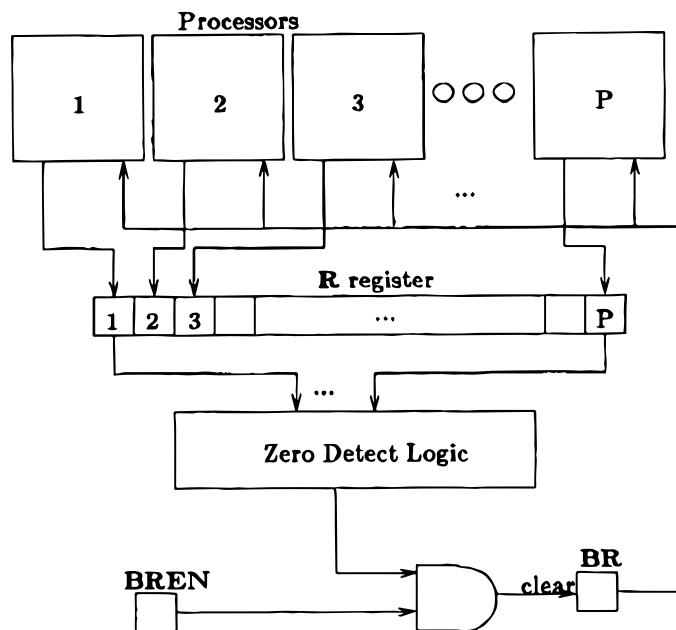 Processors
1 2 3 P
...
R register
1 2 3 ... P
...
Zero Detect Logic
BREN clear BR